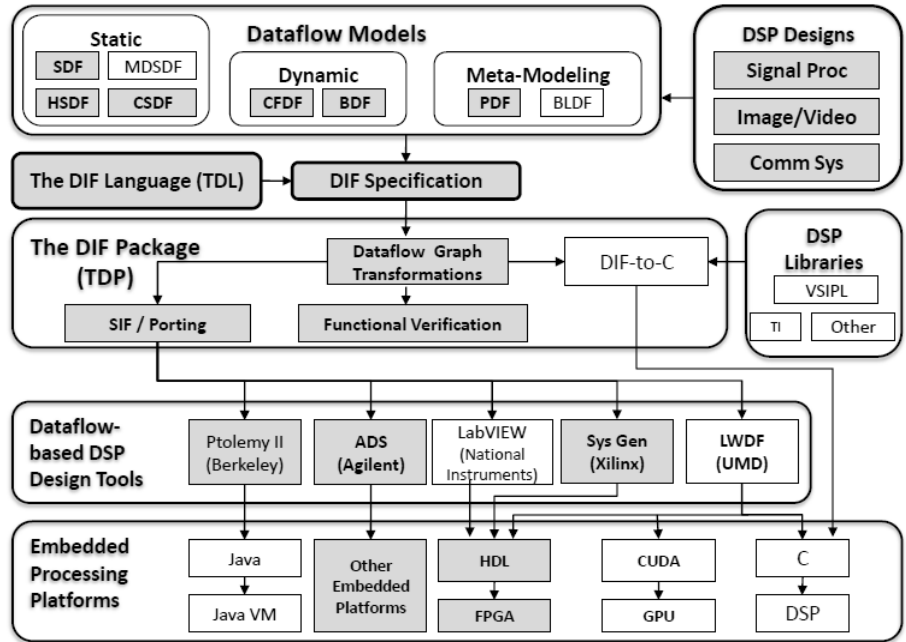 Dataflow Models
Static
SDF
MDSDF
HSDF
CSDF
Dynamic
CFDF
BDF
Meta-Modeling
PDF
BLDF
DSP Designs
Signal Proc
Image/Video
Comm Sys
The DIF Language (TDL)
DIF Specification
The DIF Package
(TDP)
Dataflow Graph
Transformations
DIF-to-C
SIF / Porting
Functional Verification
DSP
Libraries
VSIPL
TI
Other
Dataflow-
based DSP
Design Tools
Ptolemy II
(Berkeley)
ADS
(Agilent)
LabVIEW
(National
Instruments)
Sys Gen
(Xilinx)
LWDF
(UMD)
Embedded
Processing
Platforms
Java
Java VM
Other
Embedded
Platforms
HDL
FPGA
CUDA
GPU
C
DSP